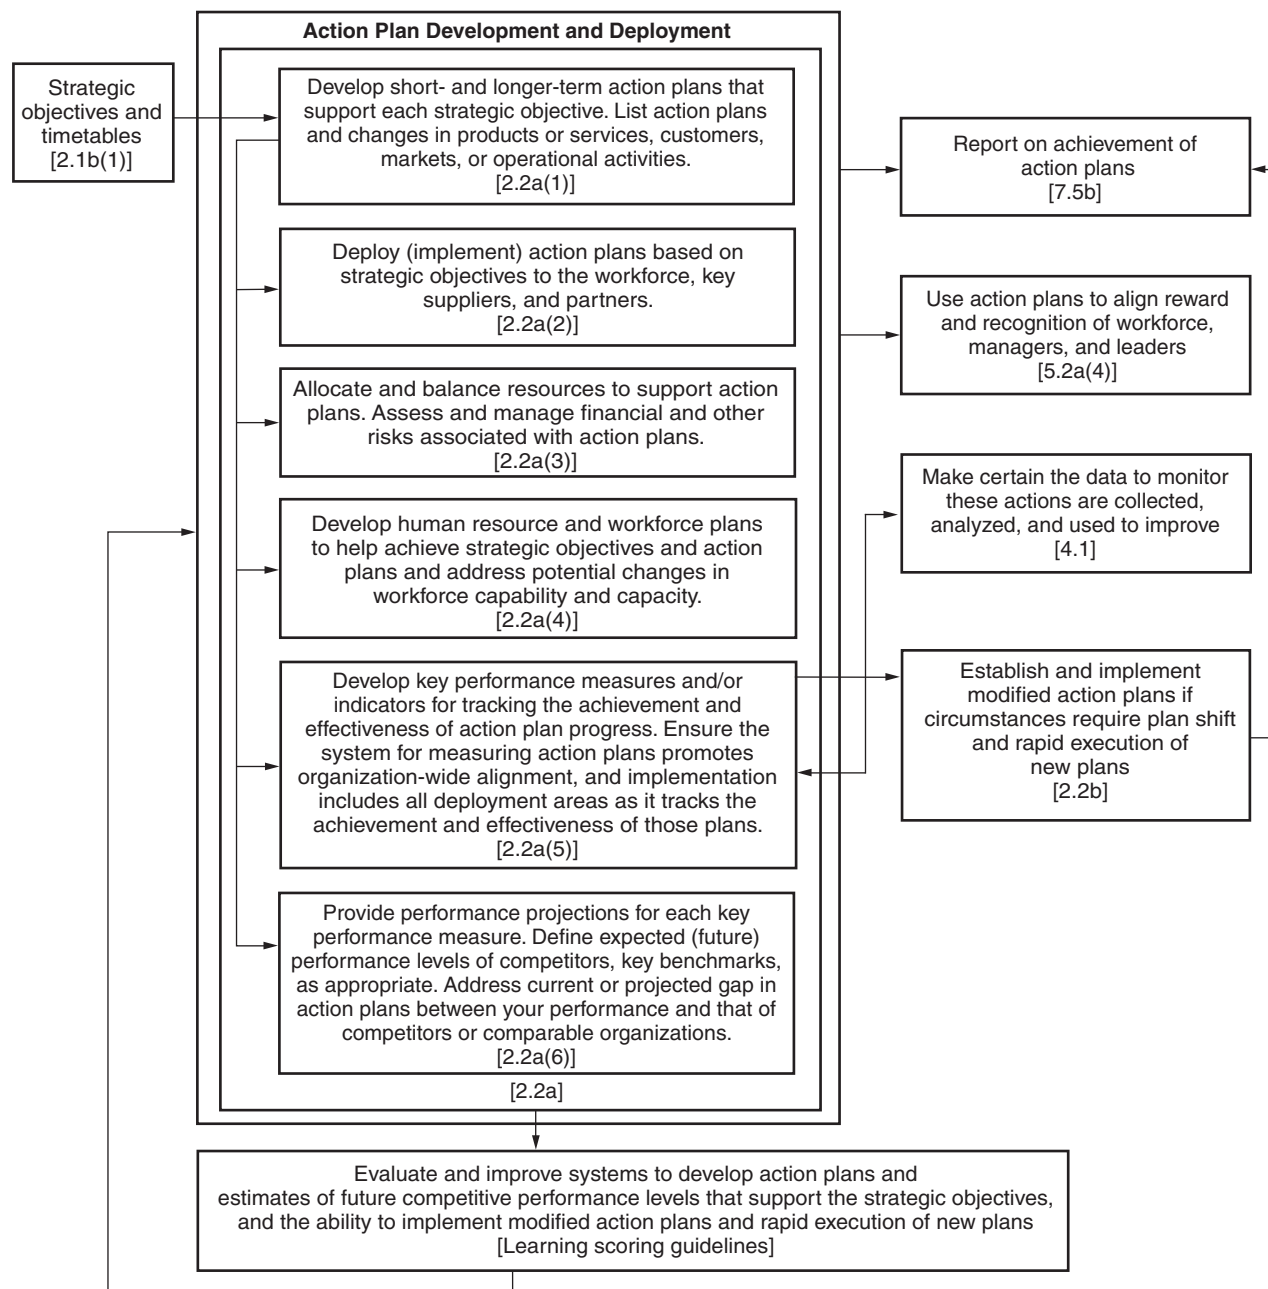 Action Plan Development and Deployment
Strategic
objectives and
timetables
[2.1b(1)]
Develop short- and longer-term action plans that
support each strategic objective. List action plans
and changes in products or services, customers,
markets, or operational activities.
[2.2a(1)]
Deploy (implement) action plans based on
strategic objectives to the workforce, key
suppliers, and partners.
[2.2a(2)]
Allocate and balance resources to support action
plans. Assess and manage financial and other
risks associated with action plans.
[2.2a(3)]
Develop human resource and workforce plans
to help achieve strategic objectives and action
plans and address potential changes in
workforce capability and capacity.
[2.2a(4)]
Develop key performance measures and/or
indicators for tracking the achievement and
effectiveness of action plan progress. Ensure the
system for measuring action plans promotes
organization-wide alignment, and implementation
includes all deployment areas as it tracks the
achievement and effectiveness of those plans.
[2.2a(5)]
Provide performance projections for each key
performance measure. Define expected (future)
performance levels of competitors, key benchmarks,
as appropriate. Address current or projected gap in
action plans between your performance and that of
competitors or comparable organizations.
[2.2a(6)]
[2.2a]
Report on achievement of
action plans
[7.5b]
Use action plans to align reward
and recognition of workforce,
managers, and leaders
[5.2a(4)]
Make certain the data to monitor
these actions are collected,
analyzed, and used to improve
[4.1]
Establish and implement
modified action plans if
circumstances require plan shift
and rapid execution of
new plans
[2.2b]
Evaluate and improve systems to develop action plans and
estimates of future competitive performance levels that support the strategic objectives,
and the ability to implement modified action plans and rapid execution of new plans
[Learning scoring guidelines]